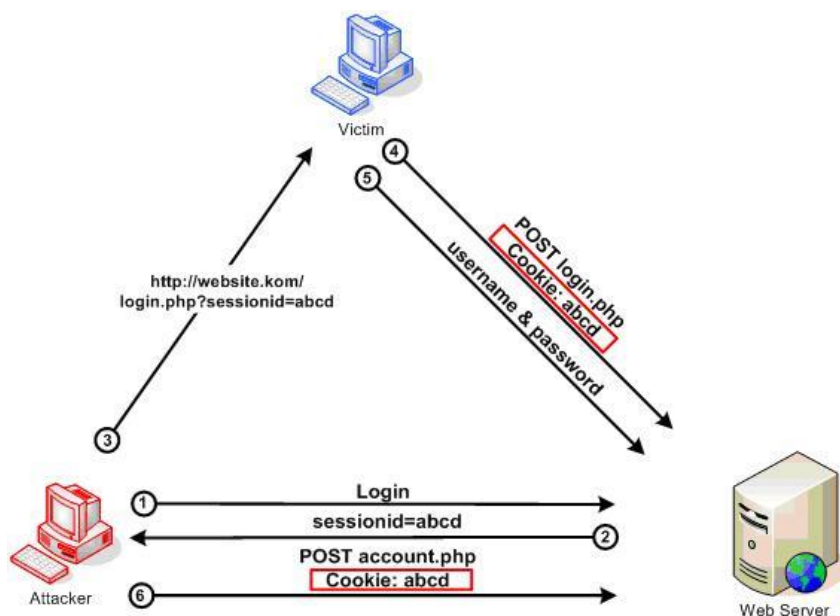 Victim
4
5
POST login.php
Cookie: abcd
username & password
http://website.kom/
login.php?sessionid=abcd
3
1
Login
sessionid=abcd
2
POST account.php
Cookie: abcd
6
Attacker
Web Server